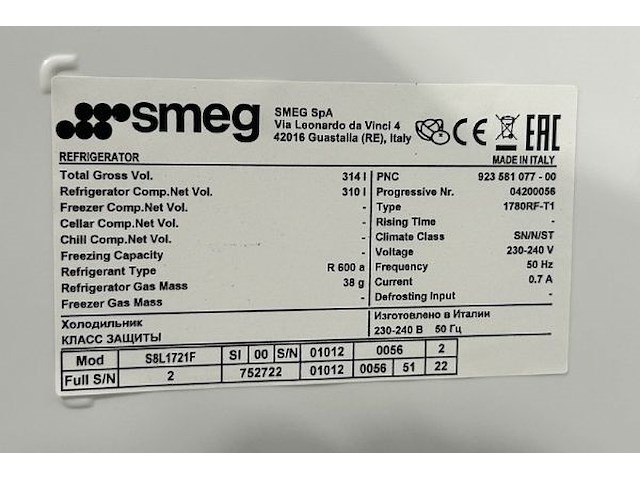 smeg
SMEG SpA
Via Leonardo da Vinci 4
42016 Guastalla (RE), Italy
CE
EAC
REFRIGERATOR
MADE IN ITALY
Total Gross Vol. 314 l
Refrigerator Comp.Net Vol. 310 l
Freezer Comp.Net Vol. -
Cellar Comp.Net Vol. -
Chill Comp.Net Vol. -
Freezing Capacity -
Refrigerant Type R 600 a
Refrigerator Gas Mass 38 g
Freezer Gas Mass -
PNC 923 581 077 - 00
Progressive Nr. 04200056
Type 1780RF-T1
Rising Time -
Climate Class SN/N/ST
Voltage 230-240 V
Frequency 50 Hz
Current 0.7 A
Defrosting Input -
Холодильник
КЛАСС ЗАЩИТЫ
Изготовлено в Италии
230-240 В 50 Гц
Mod S8L1721F SI 00 S/N 01012 0056 2
Full S/N 2 752722 01012 0056 51 22